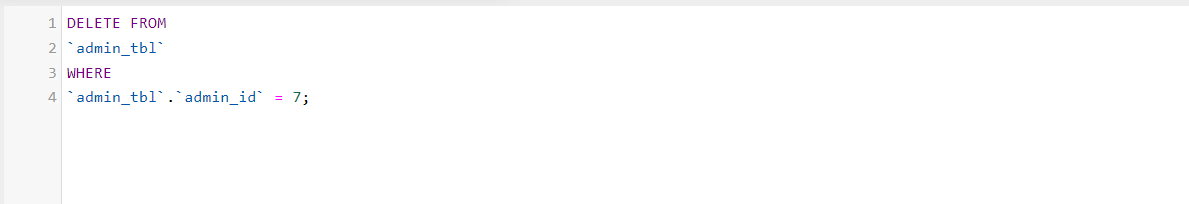 1 DELETE FROM
2 `admin_tbl`
3 WHERE
4 `admin_tbl`.`admin_id` = 7;